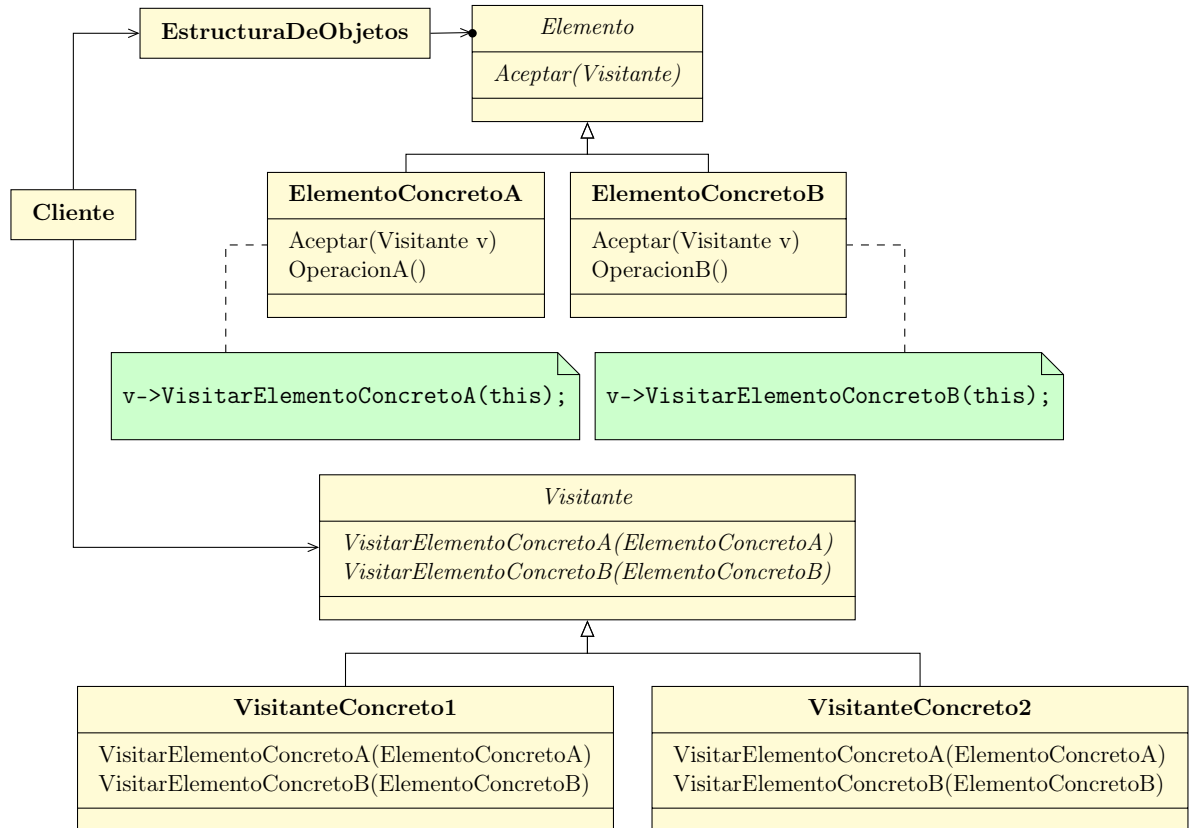 EstructuraDeObjetos
Elemento
Aceptar(Visitante)
Cliente
ElementoConcretoA
Aceptar(Visitante v)
OperacionA()
ElementoConcretoB
Aceptar(Visitante v)
OperacionB()
v->VisitarElementoConcretoA(this);
v->VisitarElementoConcretoB(this);
Visitante
VisitarElementoConcretoA(ElementoConcretoA)
VisitarElementoConcretoB(ElementoConcretoB)
VisitanteConcreto1
VisitarElementoConcretoA(ElementoConcretoA)
VisitarElementoConcretoB(ElementoConcretoB)
VisitanteConcreto2
VisitarElementoConcretoA(ElementoConcretoA)
VisitarElementoConcretoB(ElementoConcretoB)